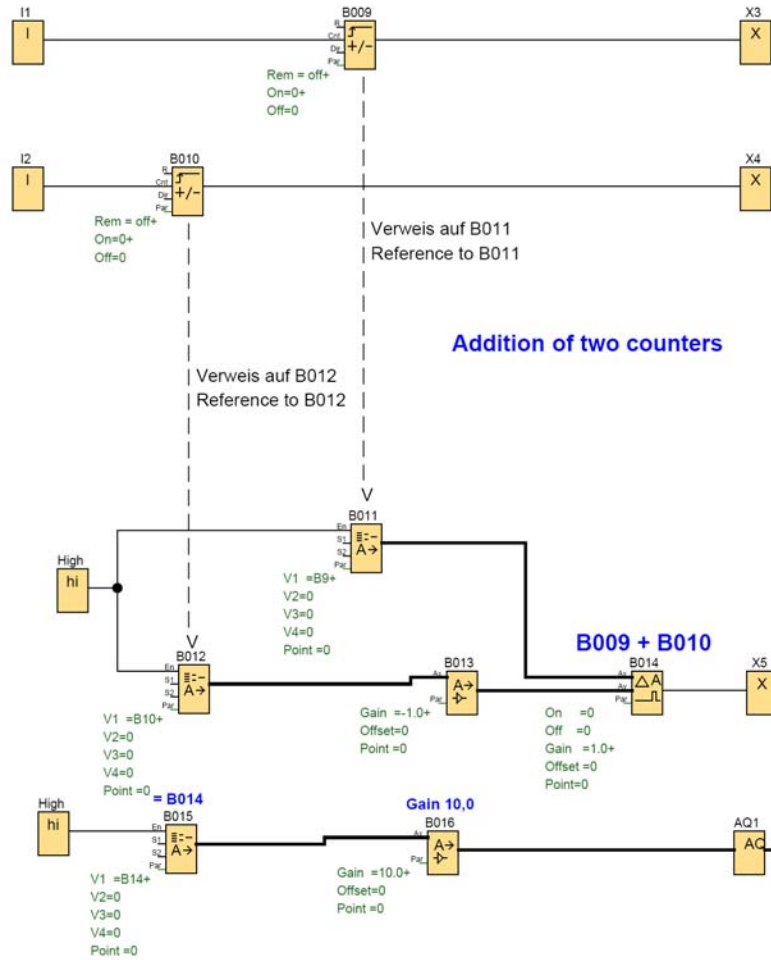 I1
I
B009
R
Cnt
Dir
Par
+/-
X3
X
Rem = off+
On=0+
Off=0
I2
I
B010
R
Cnt
Dir
Par
+/-
X4
X
Rem = off+
On=0+
Off=0
Verweis auf B011
Reference to B011
Addition of two counters
Verweis auf B012
Reference to B012
V
B011
En
S1
S2
Par
A→
High
hi
V1 =B9+
V2=0
V3=0
V4=0
Point =0
V
B012
En
S1
S2
Par
A→
V1 =B10+
V2=0
V3=0
V4=0
Point =0
B013
Ax
Par
A→
Gain =-1.0+
Offset=0
Point =0
B009 + B010
B014
Ax
Ay
Par
△A
On =0
Off =0
Gain =1.0+
Offset =0
Point=0
X5
X
High
hi
= B014
B015
En
S1
S2
Par
A→
V1 =B14+
V2=0
V3=0
V4=0
Point =0
Gain 10,0
B016
Ax
Par
A→
Gain =10.0+
Offset=0
Point =0
AQ1
AQ